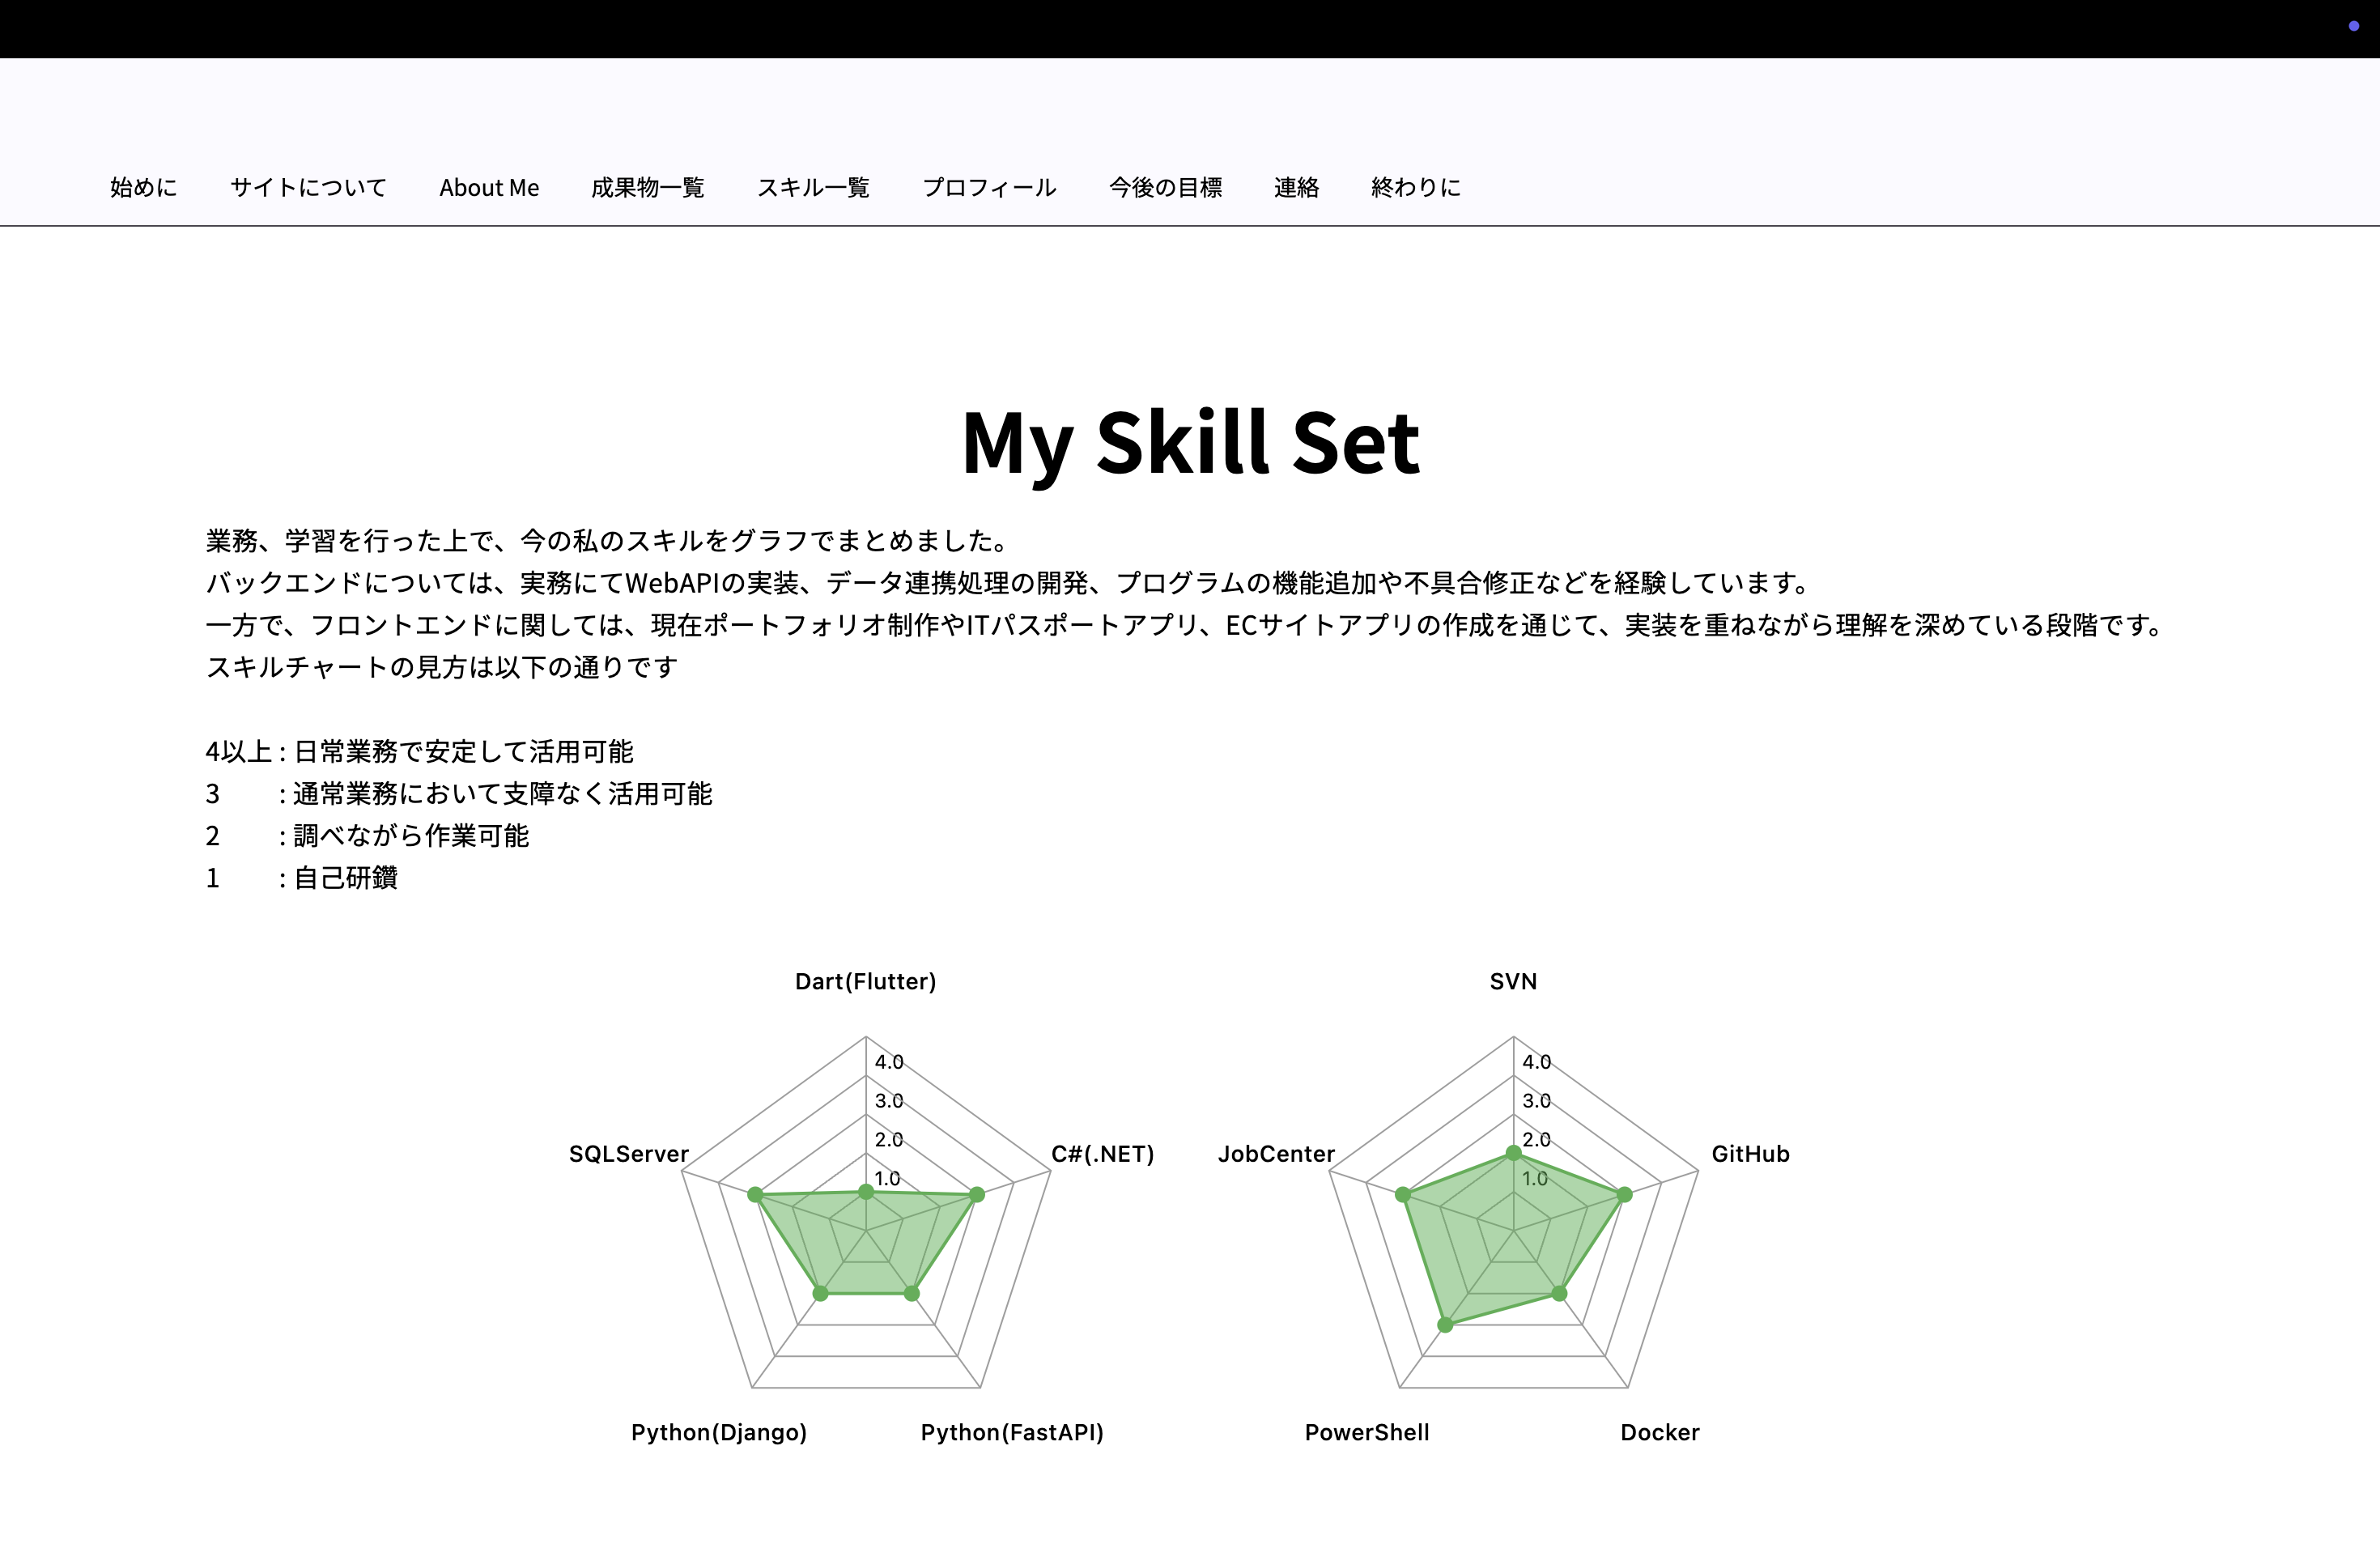 始めに サイトについて About Me 成果物一覧 スキル一覧 プロフィール 今後の目標 連絡 終わりに
My Skill Set
業務、学習を行った上で、今の私のスキルをグラフでまとめました。
バックエンドについては、実務にてWebAPIの実装、データ連携処理の開発、プログラムの機能追加や不具合修正などを経験しています。
一方で、フロントエンドに関しては、現在ポートフォリオ制作やITパスポートアプリ、ECサイトアプリの作成を通じて、実装を重ねながら理解を深めている段階です。
スキルチャートの見方は以下の通りです
4以上 : 日常業務で安定して活用可能
3 : 通常業務において支障なく活用可能
2 : 調べながら作業可能
1 : 自己研鑽
Dart(Flutter)
4.0
3.0
2.0
1.0
SQLServer
C#(.NET)
Python(Django)
Python(FastAPI)
SVN
4.0
3.0
2.0
1.0
JobCenter
GitHub
PowerShell
Docker